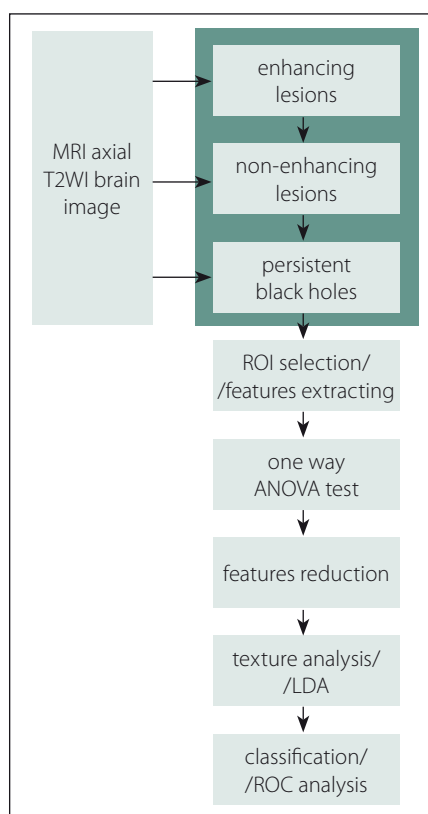 MRI axial
T2WI brain
image
enhancing
lesions
non-enhancing
lesions
persistent
black holes
ROI selection/
/features extracting
one way
ANOVA test
features reduction
texture analysis/
/LDA
classification/
/ROC analysis